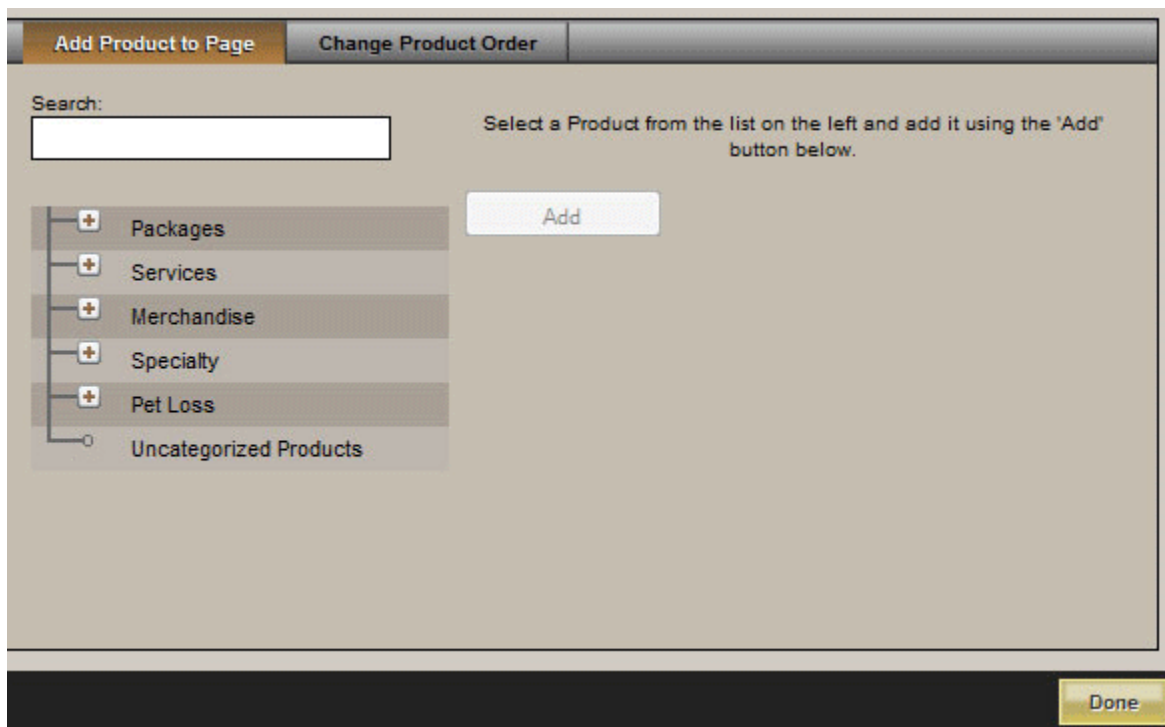 Add Product to Page
Change Product Order
Search:
Select a Product from the list on the left and add it using the 'Add'
button below.
Add
Packages
Services
Merchandise
Specialty
Pet Loss
Uncategorized Products
Done